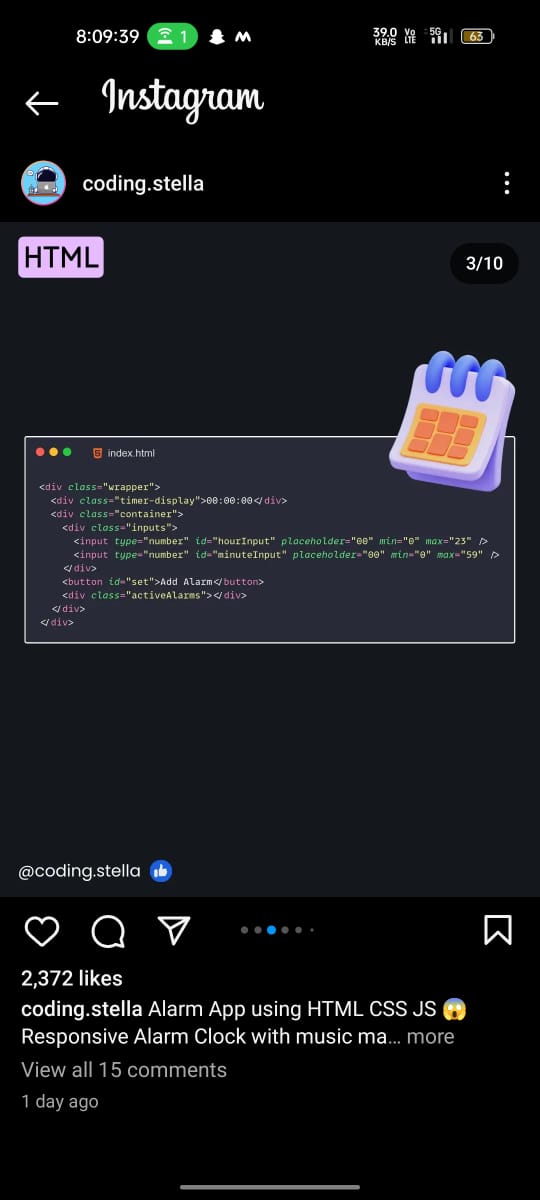 8:09:39 1 39.0 KB/S Vo LTE 5G 63
Instagram
coding.stella
HTML
3/10
index.html
<div class="wrapper">
<div class="timer-display">00:00:00</div>
<div class="container">
<div class="inputs">
<input type="number" id="hourInput" placeholder="00" min="0" max="23" />
<input type="number" id="minuteInput" placeholder="00" min="0" max="59" />
</div>
<button id="set">Add Alarm</button>
<div class="activeAlarms"></div>
</div>
</div>
@coding.stella
2,372 likes
coding.stella Alarm App using HTML CSS JS 😱
Responsive Alarm Clock with music ma... more
View all 15 comments
1 day ago